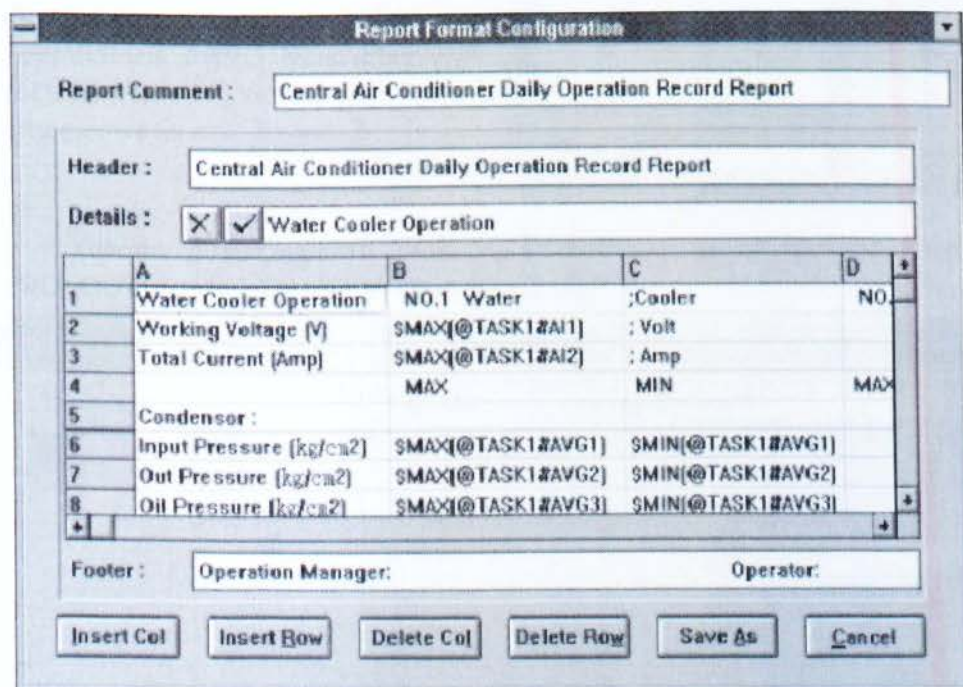 Report Format Configuration
Report Comment : Central Air Conditioner Daily Operation Record Report
Header : Central Air Conditioner Daily Operation Record Report
Details : Water Cooler Operation
A B C D
1 Water Cooler Operation NO.1 Water ;Cooler NO.
2 Working Voltage (V) $MAX(@TASK1#AI1) ; Volt
3 Total Current (Amp) $MAX(@TASK1#AI2) ; Amp
4 MAX MIN MAX
5 Condensor :
6 Input Pressure (kg/cm2) $MAX(@TASK1#AVG1) $MIN(@TASK1#AVG1)
7 Out Pressure (kg/cm2) $MAX(@TASK1#AVG2) $MIN(@TASK1#AVG2)
8 Oil Pressure (kg/cm2) $MAX(@TASK1#AVG3) $MIN(@TASK1#AVG3)
Footer : Operation Manager: Operator:
Insert Col Insert Row Delete Col Delete Row Save As Cancel